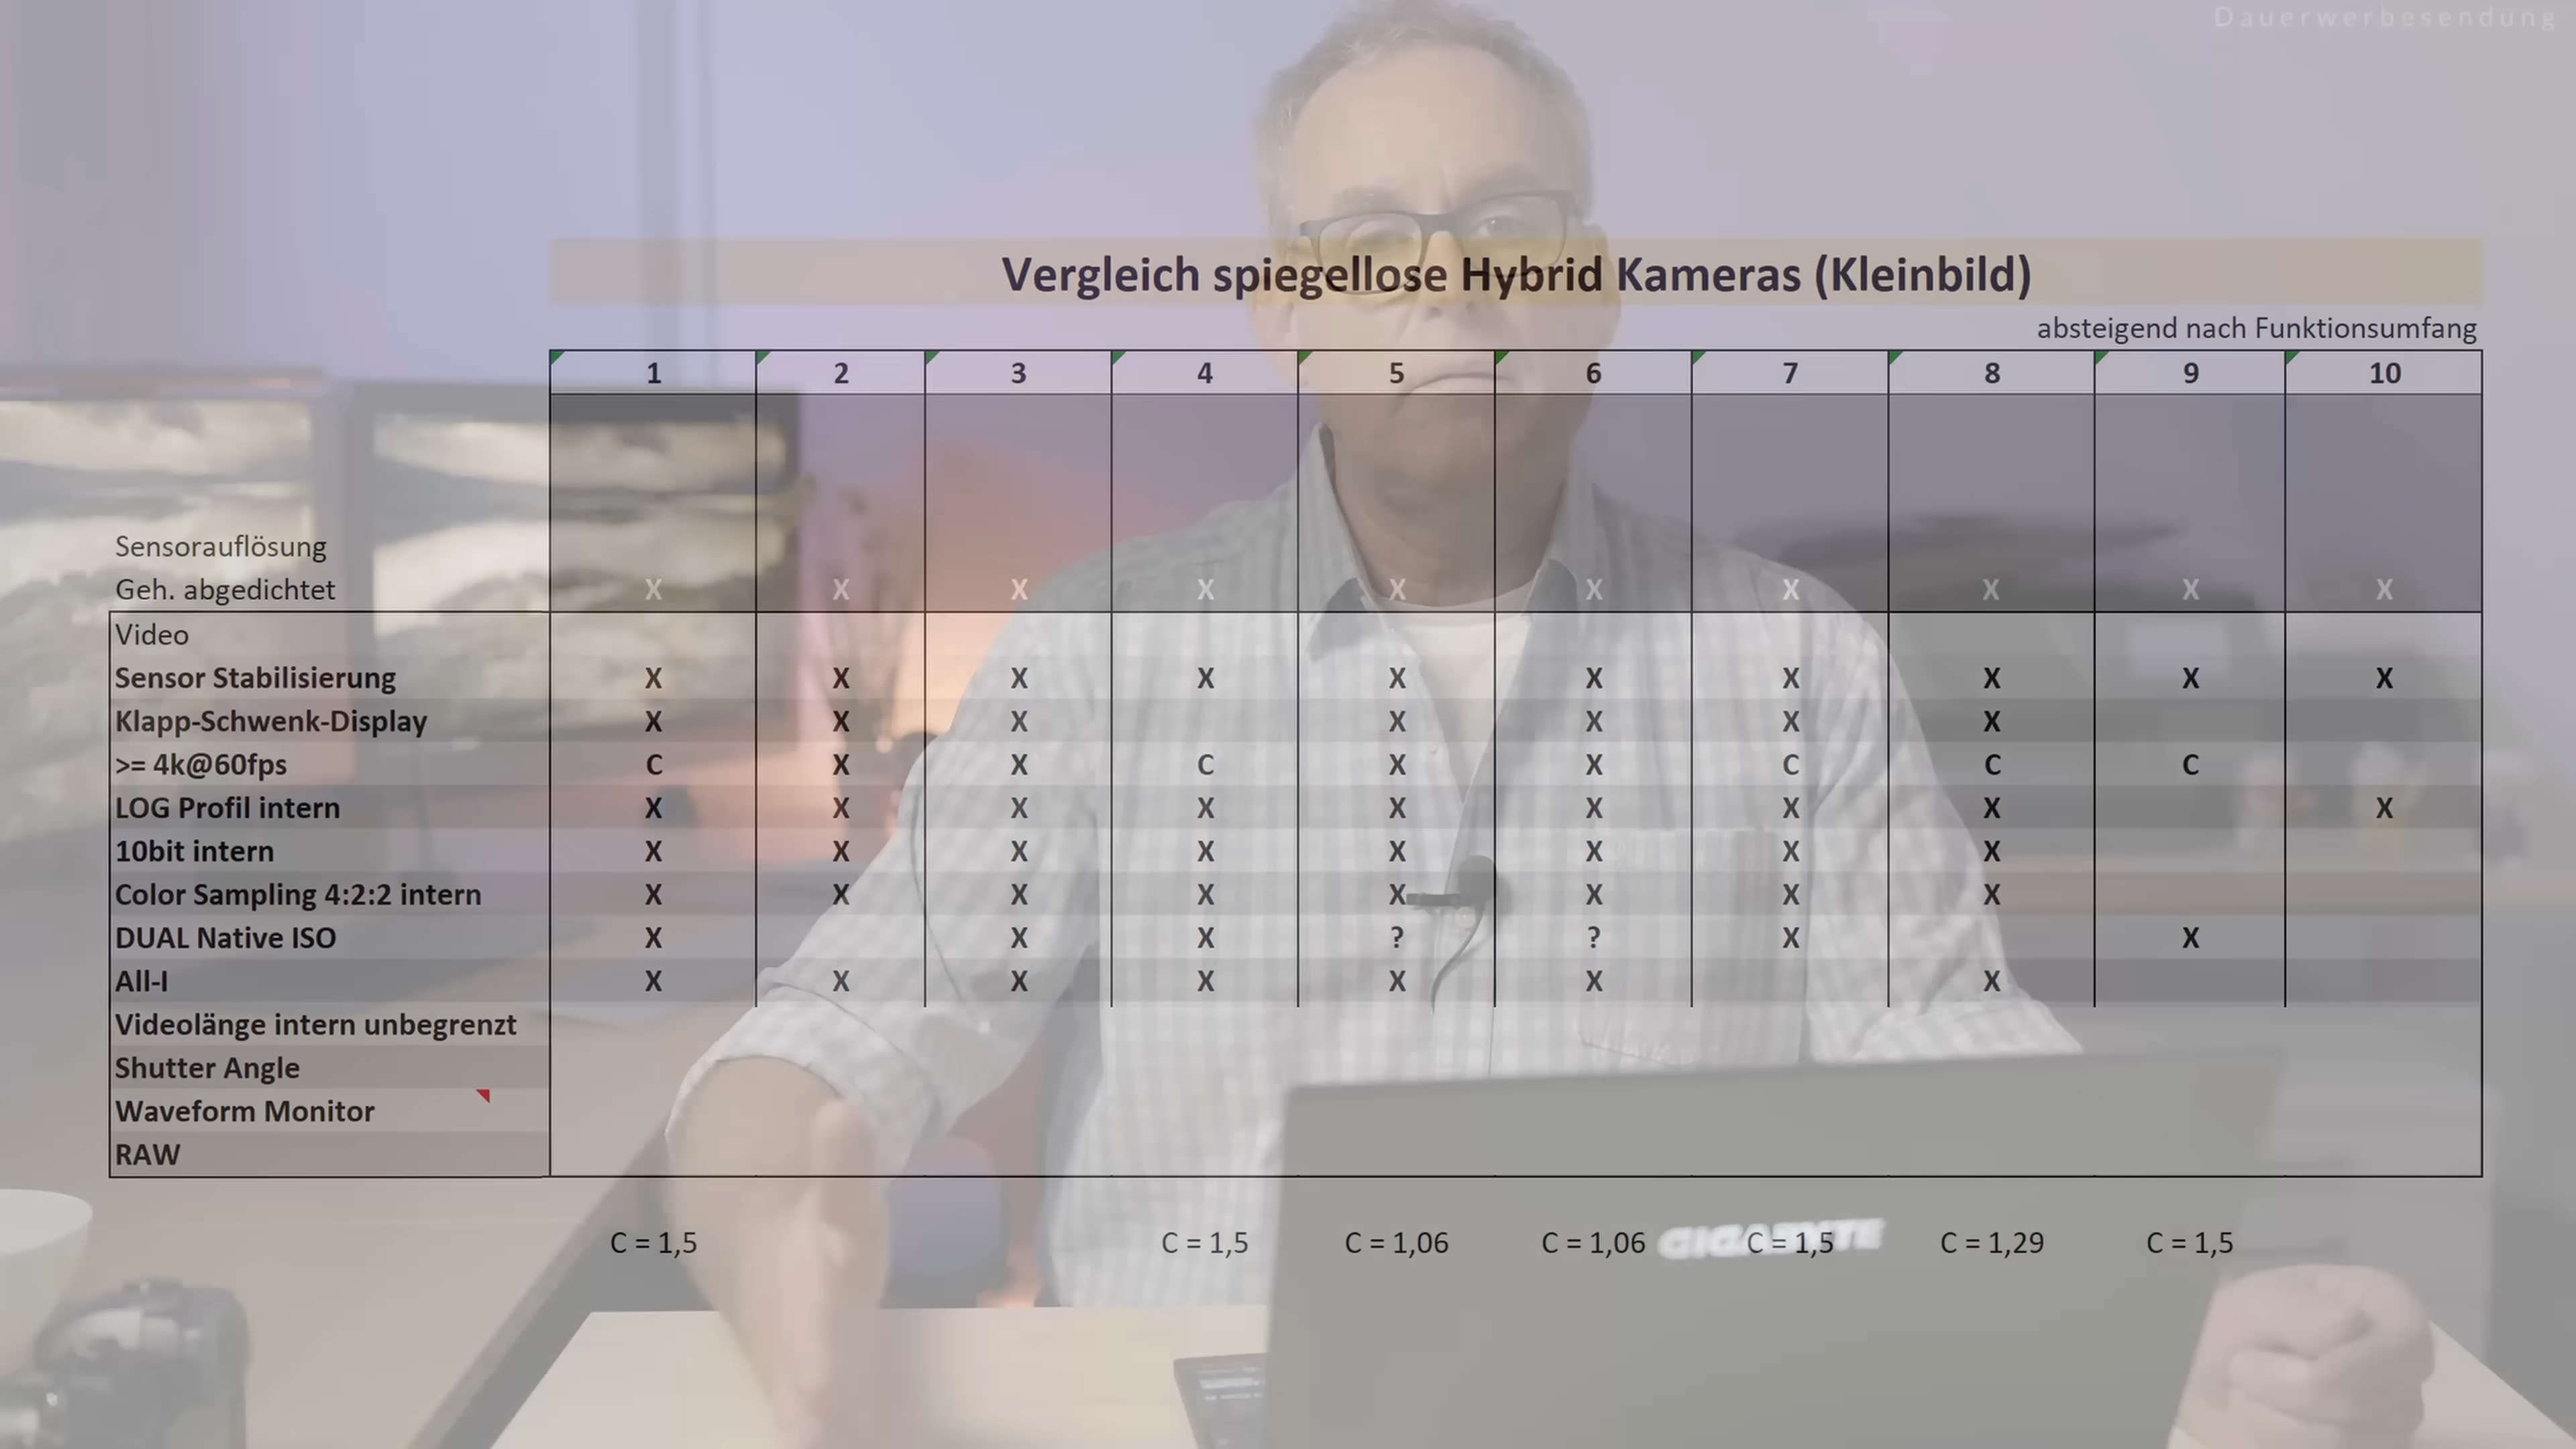 Dauerwerbesendung
Vergleich spiegellose Hybrid Kameras (Kleinbild)
absteigend nach Funktionsumfang
1 2 3 4 5 6 7 8 9 10
Sensorauflösung
Geh. abgedichtet X X X X X X X X X X
Video
Sensor Stabilisierung X X X X X X X X X X
Klapp-Schwenk-Display X X X X X X X
>= 4k@60fps C X X C X X C C C
LOG Profil intern X X X X X X X X X
10bit intern X X X X X X X X
Color Sampling 4:2:2 intern X X X X X X X X
DUAL Native ISO X X X ? ? X X
All-I X X X X X X X
Videolänge intern unbegrenzt
Shutter Angle
Waveform Monitor
RAW
C = 1,5 C = 1,5 C = 1,06 C = 1,06 C = 1,5 C = 1,29 C = 1,5
GIGABYTE